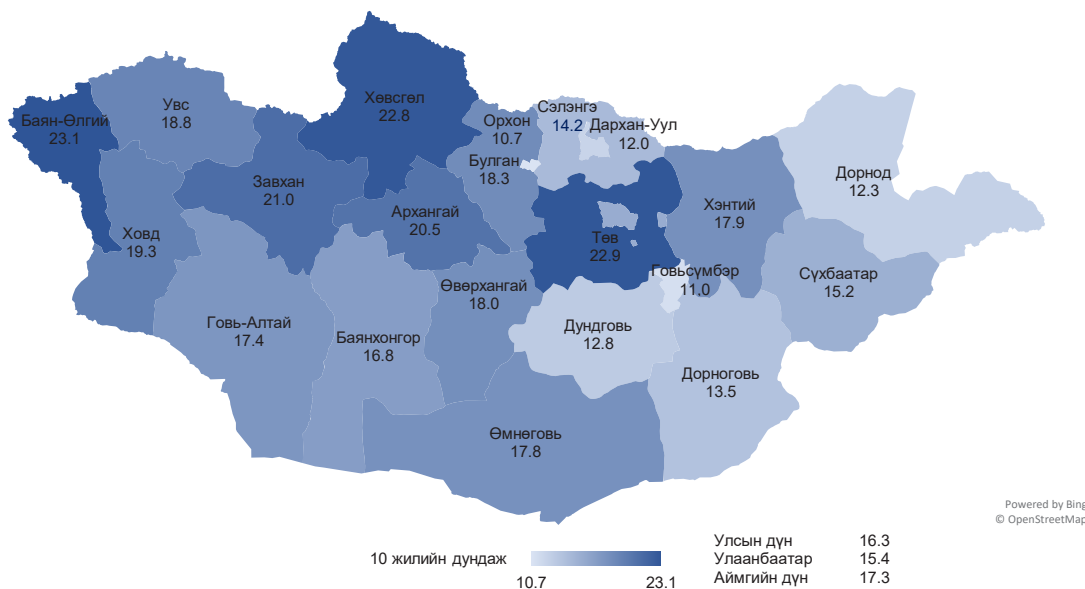 Увс
18.8
Хөвсгөл
22.8
Баян-Өлгий
23.1
Орхон
10.7
Сэлэнгэ
14.2
Дархан-Уул
12.0
Булган
18.3
Завхан
21.0
Архангай
20.5
Ховд
19.3
Төв
22.9
Хэнтий
17.9
Дорнод
12.3
Говьсүмбэр
11.0
Сүхбаатар
15.2
Өвөрхангай
18.0
Говь-Алтай
17.4
Баянхонгор
16.8
Дундговь
12.8
Дорноговь
13.5
Өмнөговь
17.8
Powered by Bing
© OpenStreetMap
10 жилийн дундаж
10.7 23.1
Улсын дүн 16.3
Улаанбаатар 15.4
Аймгийн дүн 17.3